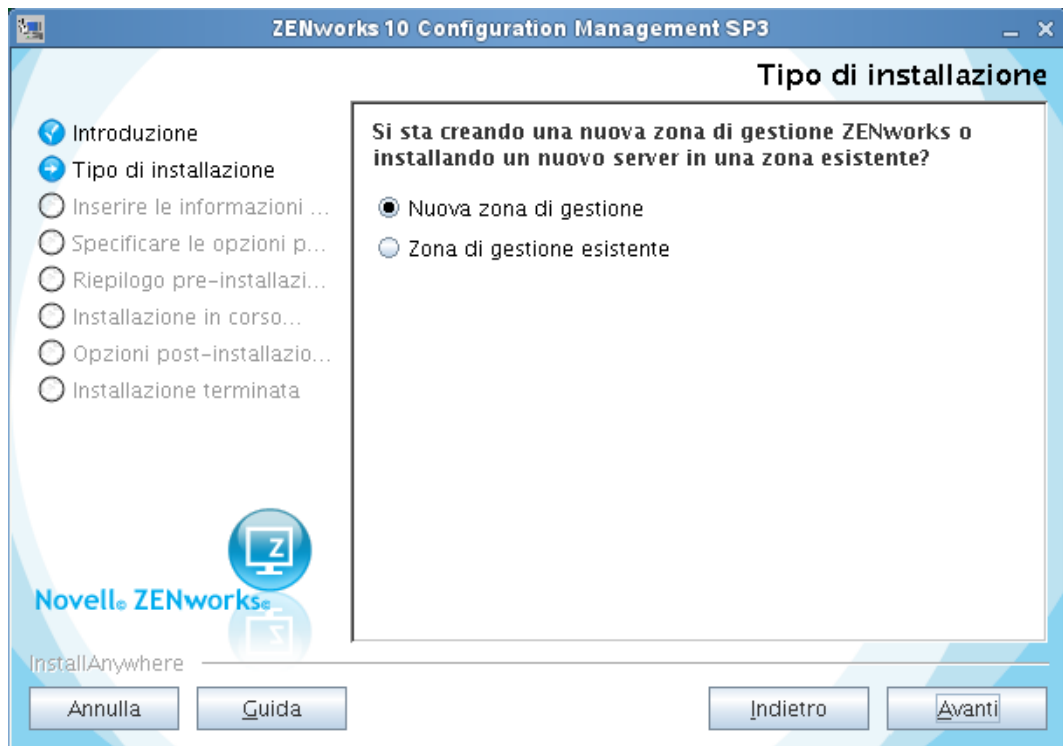 ZENworks 10 Configuration Management SP3
Tipo di installazione
Introduzione
Tipo di installazione
Inserire le informazioni ...
Specificare le opzioni p...
Riepilogo pre-installazi...
Installazione in corso...
Opzioni post-installazio...
Installazione terminata
Si sta creando una nuova zona di gestione ZENworks o
installando un nuovo server in una zona esistente?
Nuova zona di gestione
Zona di gestione esistente
Z
Novell® ZENworks®
InstallAnywhere
Annulla
Guida
Indietro
Avanti